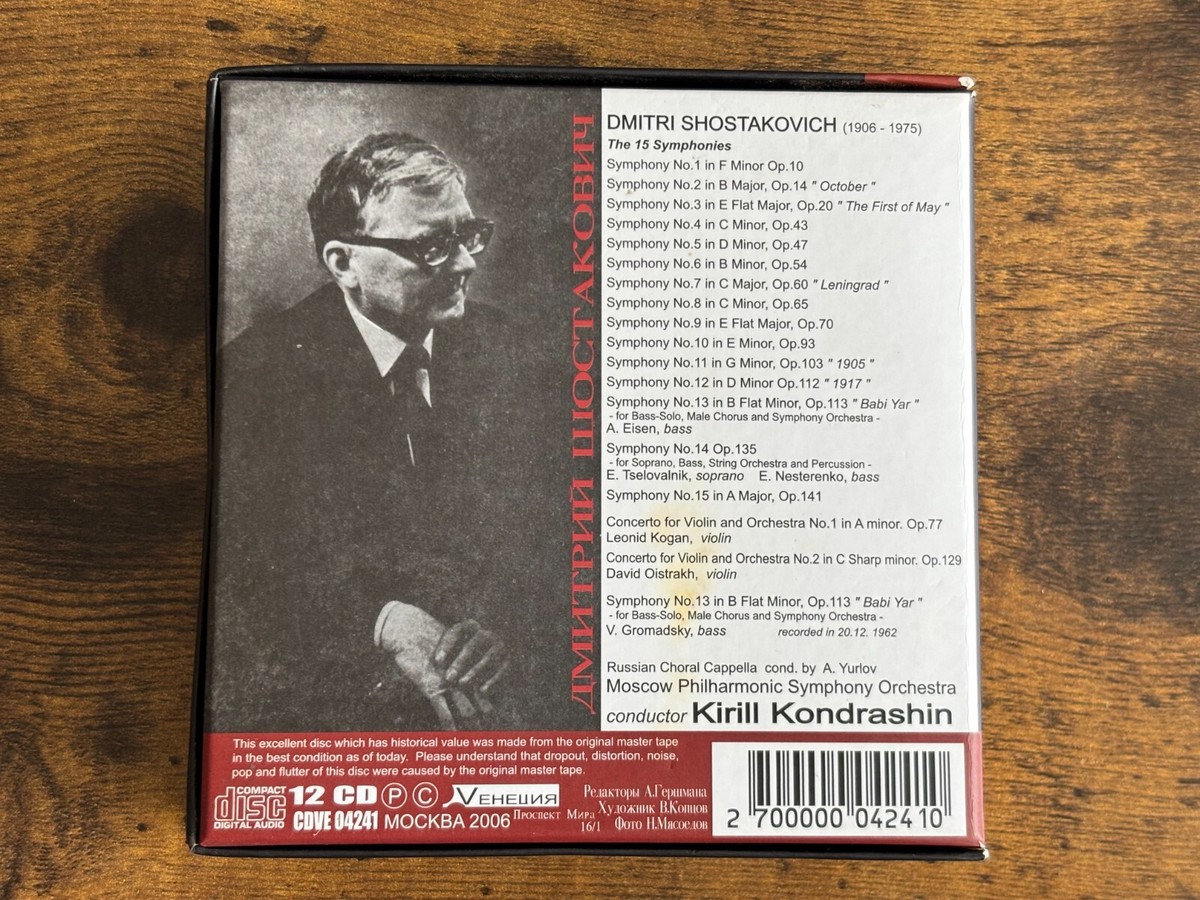 ДМИТРИЙ ШОСТАКОВИЧ
DMITRI SHOSTAKOVICH (1906 - 1975)
The 15 Symphonies
Symphony No.1 in F Minor Op.10
Symphony No.2 in B Major, Op.14 " October "
Symphony No.3 in E Flat Major, Op.20 " The First of May "
Symphony No.4 in C Minor, Op.43
Symphony No.5 in D Minor, Op.47
Symphony No.6 in B Minor, Op.54
Symphony No.7 in C Major, Op.60 " Leningrad "
Symphony No.8 in C Minor, Op.65
Symphony No.9 in E Flat Major, Op.70
Symphony No.10 in E Minor, Op.93
Symphony No.11 in G Minor, Op.103 " 1905 "
Symphony No.12 in D Minor Op.112 " 1917 "
Symphony No.13 in B Flat Minor, Op.113 " Babi Yar "
- for Bass-Solo, Male Chorus and Symphony Orchestra -
A. Eisen, bass
Symphony No.14 Op.135
- for Soprano, Bass, String Orchestra and Percussion -
E. Tselovalnik, soprano E. Nesterenko, bass
Symphony No.15 in A Major, Op.141
Concerto for Violin and Orchestra No.1 in A minor. Op.77
Leonid Kogan, violin
Concerto for Violin and Orchestra No.2 in C Sharp minor. Op.129
David Oistrakh, violin
Symphony No.13 in B Flat Minor, Op.113 " Babi Yar "
- for Bass-Solo, Male Chorus and Symphony Orchestra -
V. Gromadsky, bass recorded in 20.12. 1962
Russian Choral Cappella cond. by A. Yurlov
Moscow Philharmonic Symphony Orchestra
conductor Kirill Kondrashin
This excellent disc which has historical value was made from the original master tape
in the best condition as of today. Please understand that dropout, distortion, noise,
pop and flutter of this disc were caused by the original master tape.
COMPACT
disc
DIGITAL AUDIO
12 CD Ⓟ © Vенеция
CDVE 04241 МОСКВА 2006 Проспект Мира
16/1
Редакторы А.Гершмана
Художник В.Копцов
Фото Н.Мясоедов
2 700000 042410